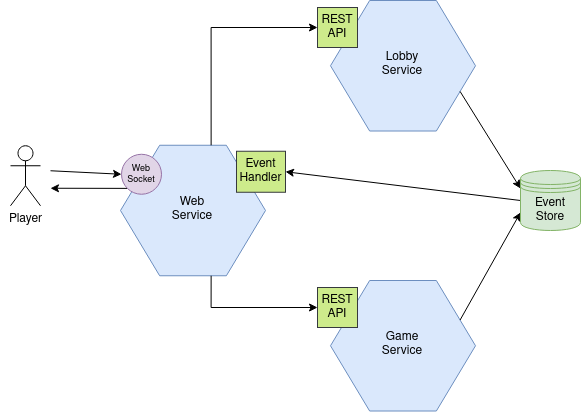 REST
API
Lobby
Service
Web
Socket
Event
Handler
Player
Web
Service
Event
Store
REST
API
Game
Service